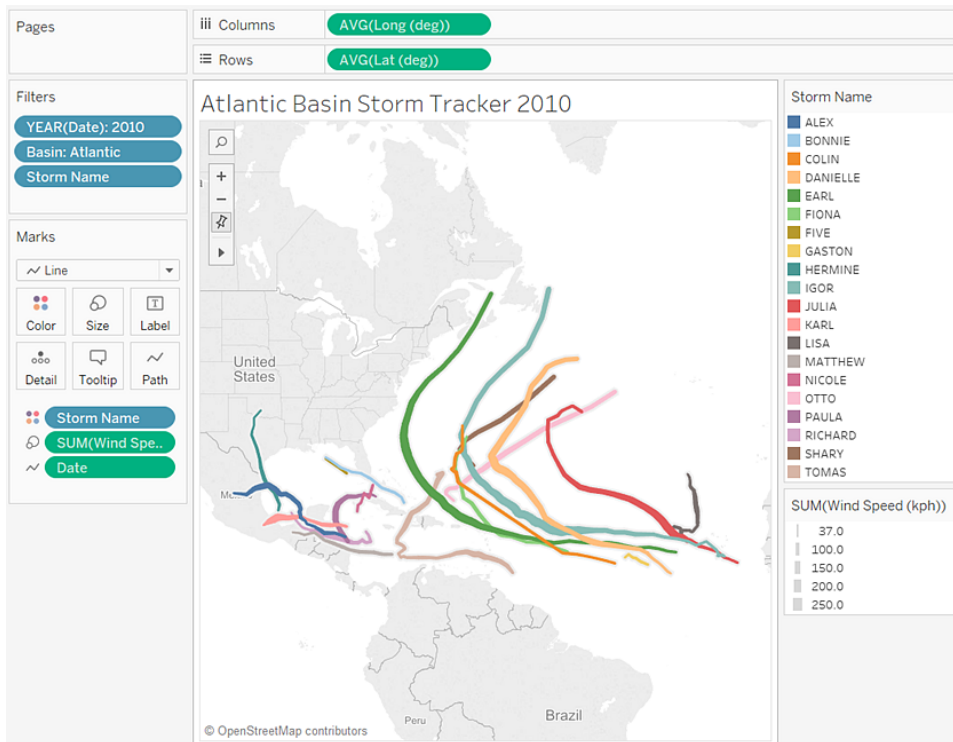 Pages
Columns
AVG(Long (deg))
Rows
AVG(Lat (deg))
Filters
YEAR(Date): 2010
Basin: Atlantic
Storm Name
Marks
Line
Color
Size
Label
Detail
Tooltip
Path
Storm Name
SUM(Wind Spe..
Date
Atlantic Basin Storm Tracker 2010
United
States
Peru
Brazil
© OpenStreetMap contributors
Storm Name
ALEX
BONNIE
COLIN
DANIELLE
EARL
FIONA
FIVE
GASTON
HERMINE
IGOR
JULIA
KARL
LISA
MATTHEW
NICOLE
OTTO
PAULA
RICHARD
SHARY
TOMAS
SUM(Wind Speed (kph))
37.0
100.0
150.0
200.0
250.0